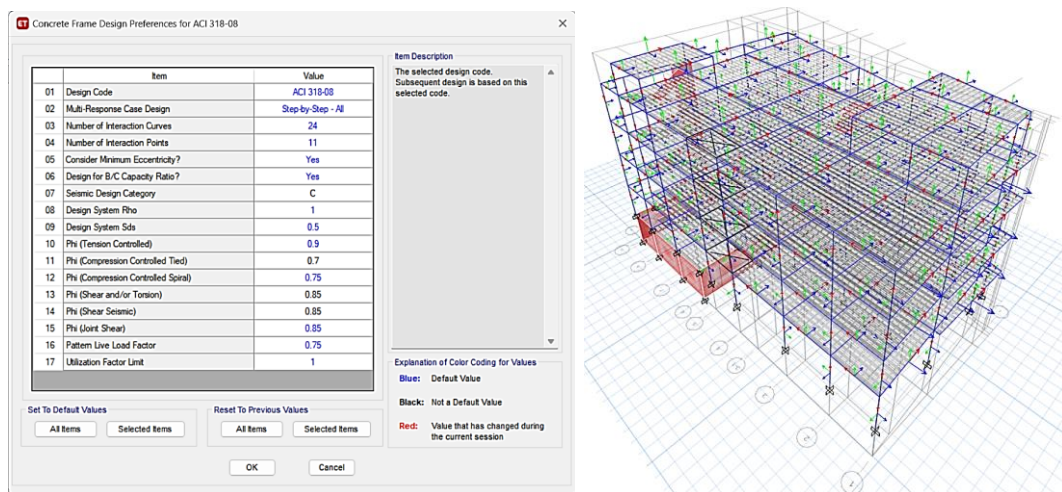 ET Concrete Frame Design Preferences for ACI 318-08
Item Description
The selected design code.
Subsequent design is based on this
selected code.
Item Value
01 Design Code ACI 318-08
02 Multi-Response Case Design Step-by-Step - All
03 Number of Interaction Curves 24
04 Number of Interaction Points 11
05 Consider Minimum Eccentricity? Yes
06 Design for B/C Capacity Ratio? Yes
07 Seismic Design Category C
08 Design System Rho 1
09 Design System Sds 0.5
10 Phi (Tension Controlled) 0.9
11 Phi (Compression Controlled Tied) 0.7
12 Phi (Compression Controlled Spiral) 0.75
13 Phi (Shear and/or Torsion) 0.85
14 Phi (Shear Seismic) 0.85
15 Phi (Joint Shear) 0.85
16 Pattern Live Load Factor 0.75
17 Utilization Factor Limit 1
Explanation of Color Coding for Values
Blue: Default Value
Black: Not a Default Value
Red: Value that has changed during
the current session
Set To Default Values
All Items Selected Items
Reset To Previous Values
All Items Selected Items
OK Cancel